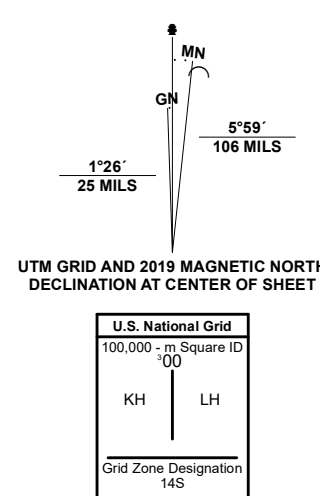 MN
GN
5°59´
106 MILS
1°26´
25 MILS
UTM GRID AND 2019 MAGNETIC NORTH
DECLINATION AT CENTER OF SHEET
U.S. National Grid
100,000 - m Square ID
³00
KH LH
Grid Zone Designation
14S